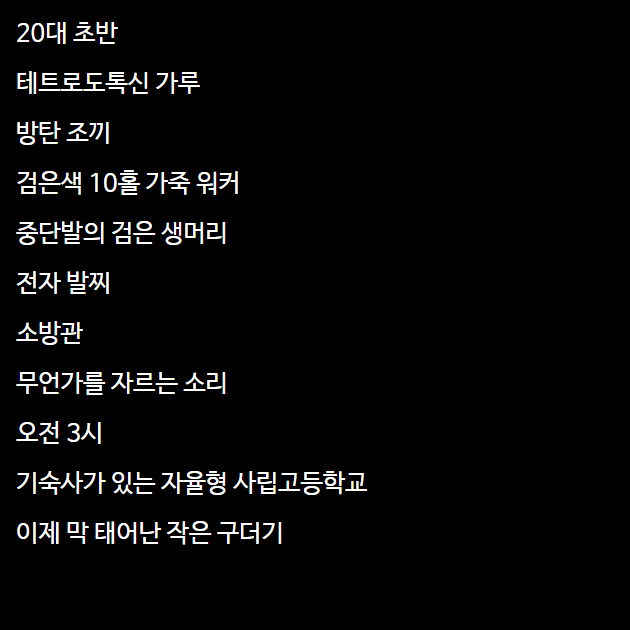 20대 초반
테트로도톡신 가루
방탄 조끼
검은색 10홀 가죽 워커
중단발의 검은 생머리
전자 발찌
소방관
무언가를 자르는 소리
오전 3시
기숙사가 있는 자율형 사립고등학교
이제 막 태어난 작은 구더기